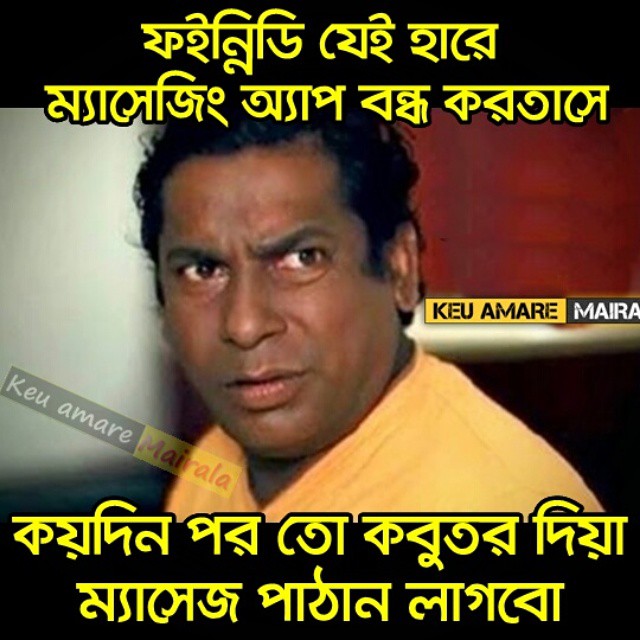 ফইন্নিডি যেই হারে
ম্যাসেজিং অ্যাপ বন্ধ করতাসে
KEU AMARE MAIRA
Keu amare Mairala
কয়দিন পর তো কবুতর দিয়া
ম্যাসেজ পাঠান লাগবো